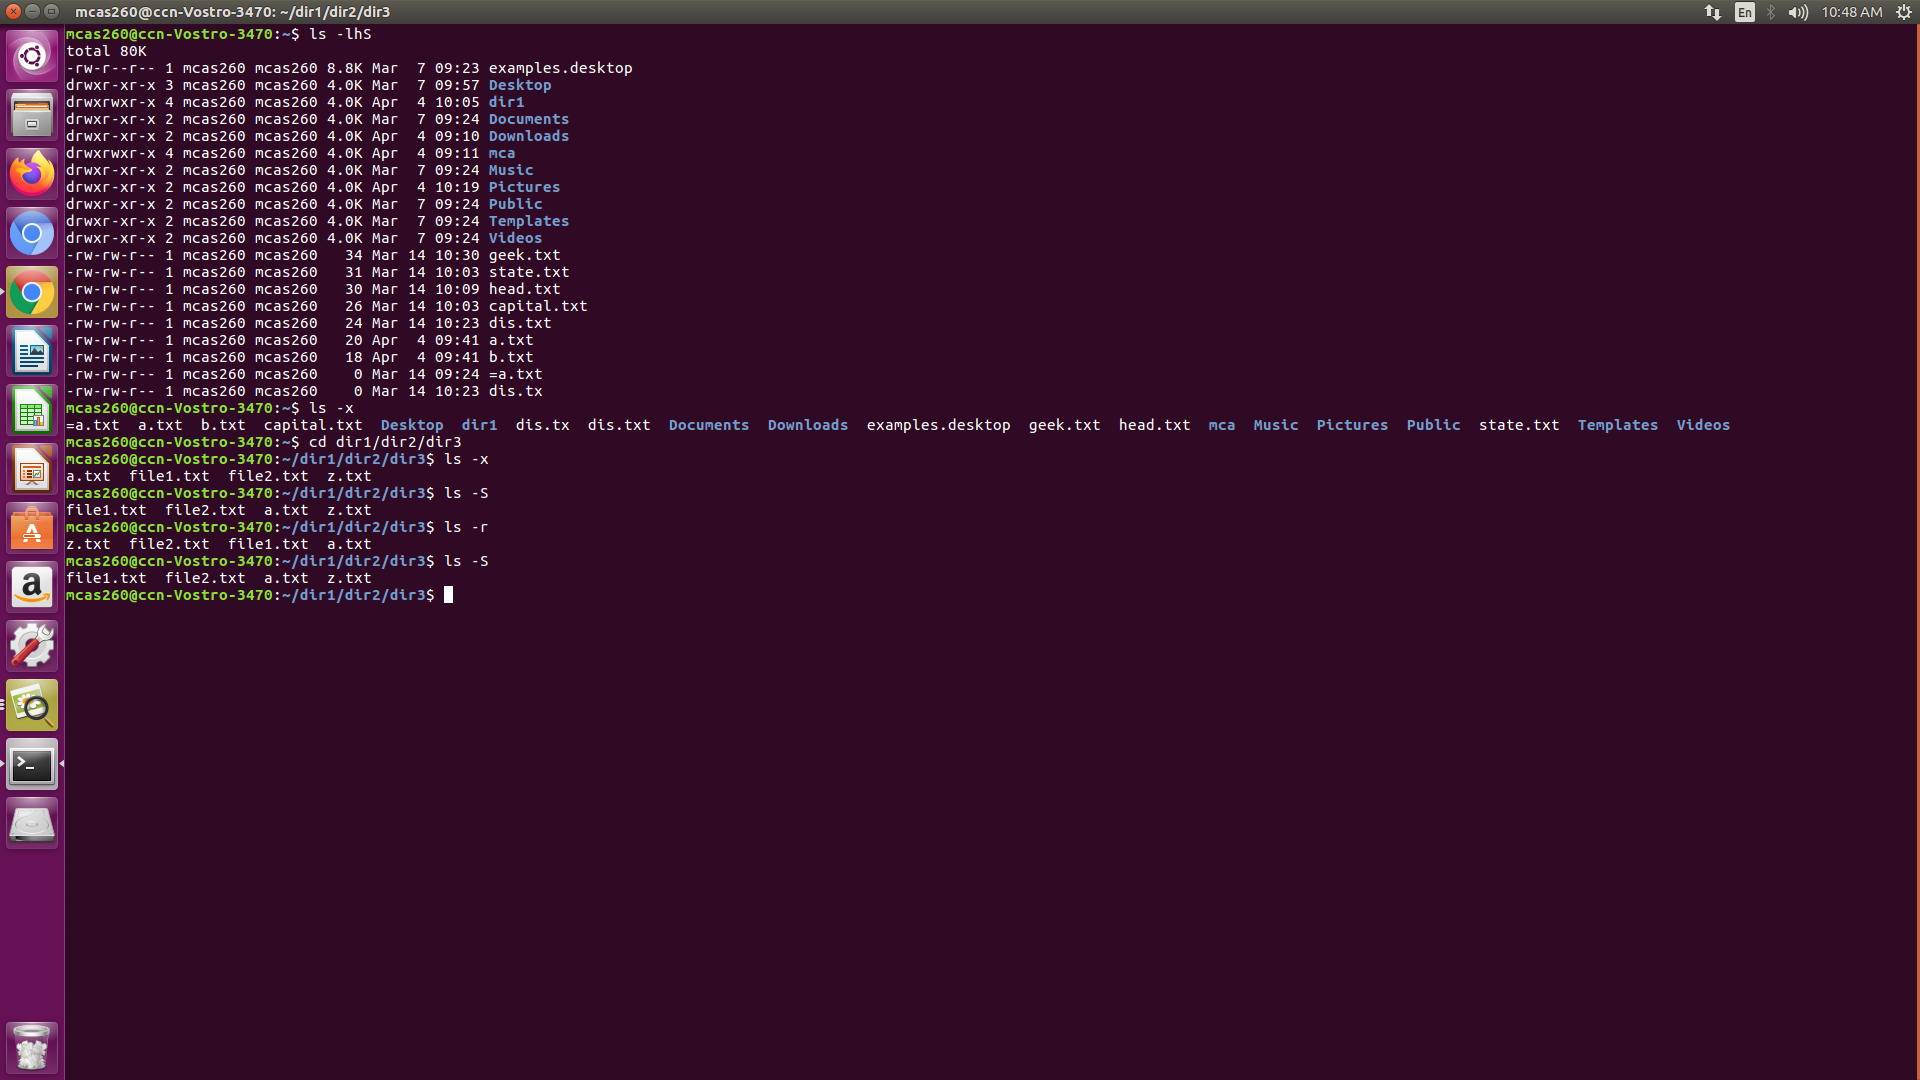 mcas260@ccn-Vostro-3470: ~/dir1/dir2/dir3
En
10:48 AM
mcas260@ccn-Vostro-3470:~$ ls -lhS
total 80K
-rw-r--r-- 1 mcas260 mcas260 8.8K Mar  7 09:23 examples.desktop
drwxr-xr-x 3 mcas260 mcas260 4.0K Mar  7 09:57 Desktop
drwxrwxr-x 4 mcas260 mcas260 4.0K Apr  4 10:05 dir1
drwxr-xr-x 2 mcas260 mcas260 4.0K Mar  7 09:24 Documents
drwxr-xr-x 2 mcas260 mcas260 4.0K Apr  4 09:10 Downloads
drwxrwxr-x 4 mcas260 mcas260 4.0K Apr  4 09:11 mca
drwxr-xr-x 2 mcas260 mcas260 4.0K Mar  7 09:24 Music
drwxr-xr-x 2 mcas260 mcas260 4.0K Apr  4 10:19 Pictures
drwxr-xr-x 2 mcas260 mcas260 4.0K Mar  7 09:24 Public
drwxr-xr-x 2 mcas260 mcas260 4.0K Mar  7 09:24 Templates
drwxr-xr-x 2 mcas260 mcas260 4.0K Mar  7 09:24 Videos
-rw-rw-r-- 1 mcas260 mcas260   34 Mar 14 10:30 geek.txt
-rw-rw-r-- 1 mcas260 mcas260   31 Mar 14 10:03 state.txt
-rw-rw-r-- 1 mcas260 mcas260   30 Mar 14 10:09 head.txt
-rw-rw-r-- 1 mcas260 mcas260   26 Mar 14 10:03 capital.txt
-rw-rw-r-- 1 mcas260 mcas260   24 Mar 14 10:23 dis.txt
-rw-rw-r-- 1 mcas260 mcas260   20 Apr  4 09:41 a.txt
-rw-rw-r-- 1 mcas260 mcas260   18 Apr  4 09:41 b.txt
-rw-rw-r-- 1 mcas260 mcas260    0 Mar 14 09:24 =a.txt
-rw-rw-r-- 1 mcas260 mcas260    0 Mar 14 10:23 dis.tx
mcas260@ccn-Vostro-3470:~$ ls -x
=a.txt  a.txt  b.txt  capital.txt  Desktop  dir1  dis.tx  dis.txt  Documents  Downloads  examples.desktop  geek.txt  head.txt  mca  Music  Pictures  Public  state.txt  Templates  Videos
mcas260@ccn-Vostro-3470:~$ cd dir1/dir2/dir3
mcas260@ccn-Vostro-3470:~/dir1/dir2/dir3$ ls -x
a.txt  file1.txt  file2.txt  z.txt
mcas260@ccn-Vostro-3470:~/dir1/dir2/dir3$ ls -S
file1.txt  file2.txt  a.txt  z.txt
mcas260@ccn-Vostro-3470:~/dir1/dir2/dir3$ ls -r
z.txt  file2.txt  file1.txt  a.txt
mcas260@ccn-Vostro-3470:~/dir1/dir2/dir3$ ls -S
file1.txt  file2.txt  a.txt  z.txt
mcas260@ccn-Vostro-3470:~/dir1/dir2/dir3$